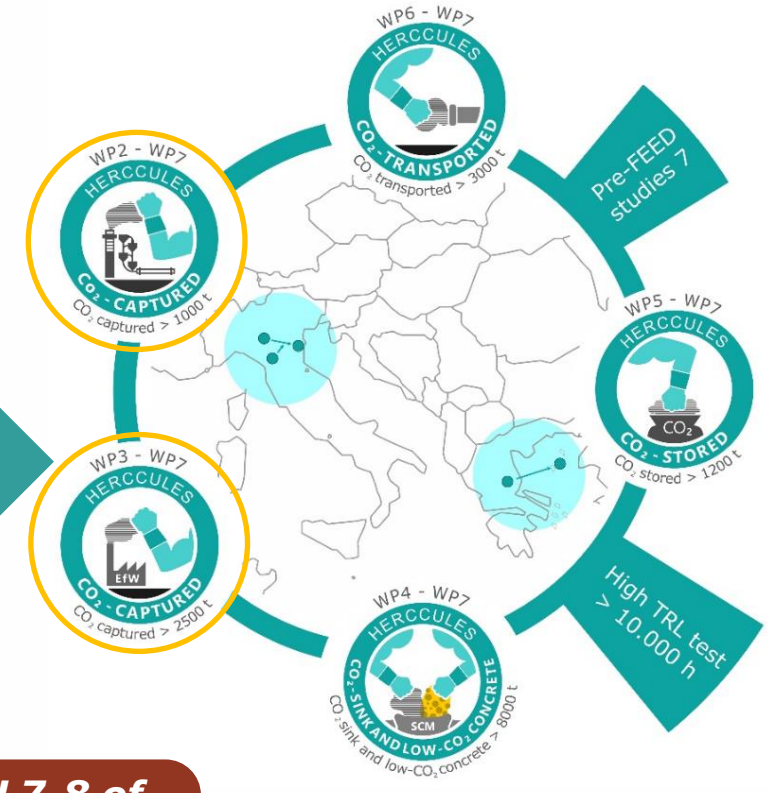 WP6 - WP7
HERCCULES
CO₂-TRANSPORTED
CO₂ transported > 3000 t
Pre-FEED
studies 7
WP2 - WP7
HERCCULES
CO₂-CAPTURED
CO₂ captured > 1000 t
WP5 - WP7
HERCCULES
CO₂
CO₂-STORED
CO₂ stored > 1200 t
WP3 - WP7
HERCCULES
EfW
CO₂-CAPTURED
CO₂ captured > 2500 t
High TRL test
> 10.000 h
WP4 - WP7
HERCCULES
SCM
CO₂-SINK AND LOW-CO₂ CONCRETE
CO₂ sink and low-CO₂ concrete > 8000 t
7-8 of